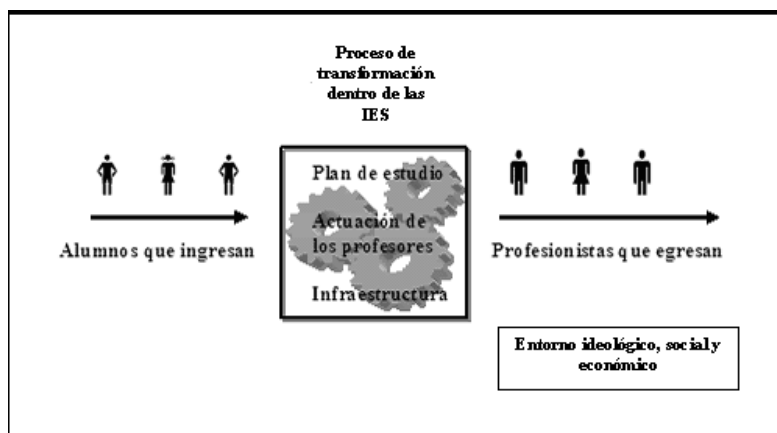 Proceso de
transformación
dentro de las
IES
Plan de estudio
Actuación de
los profesores
Infraestructura
Alumnos que ingresan
Profesionistas que egresan
Entorno ideológico, social y
económico